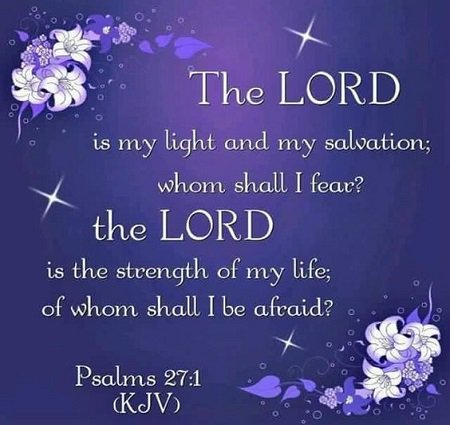 The LORD
is my light and my salvation;
whom shall I fear?
the LORD
is the strength of my life;
of whom shall I be afraid?
Psalms 27:1
(KJV)